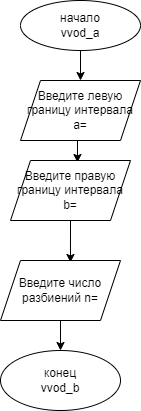 начало
vvod_a
Введите левую
границу интервала
a=
Введите правую
границу интервала
b=
Введите число
разбиений n=
конец
vvod_b